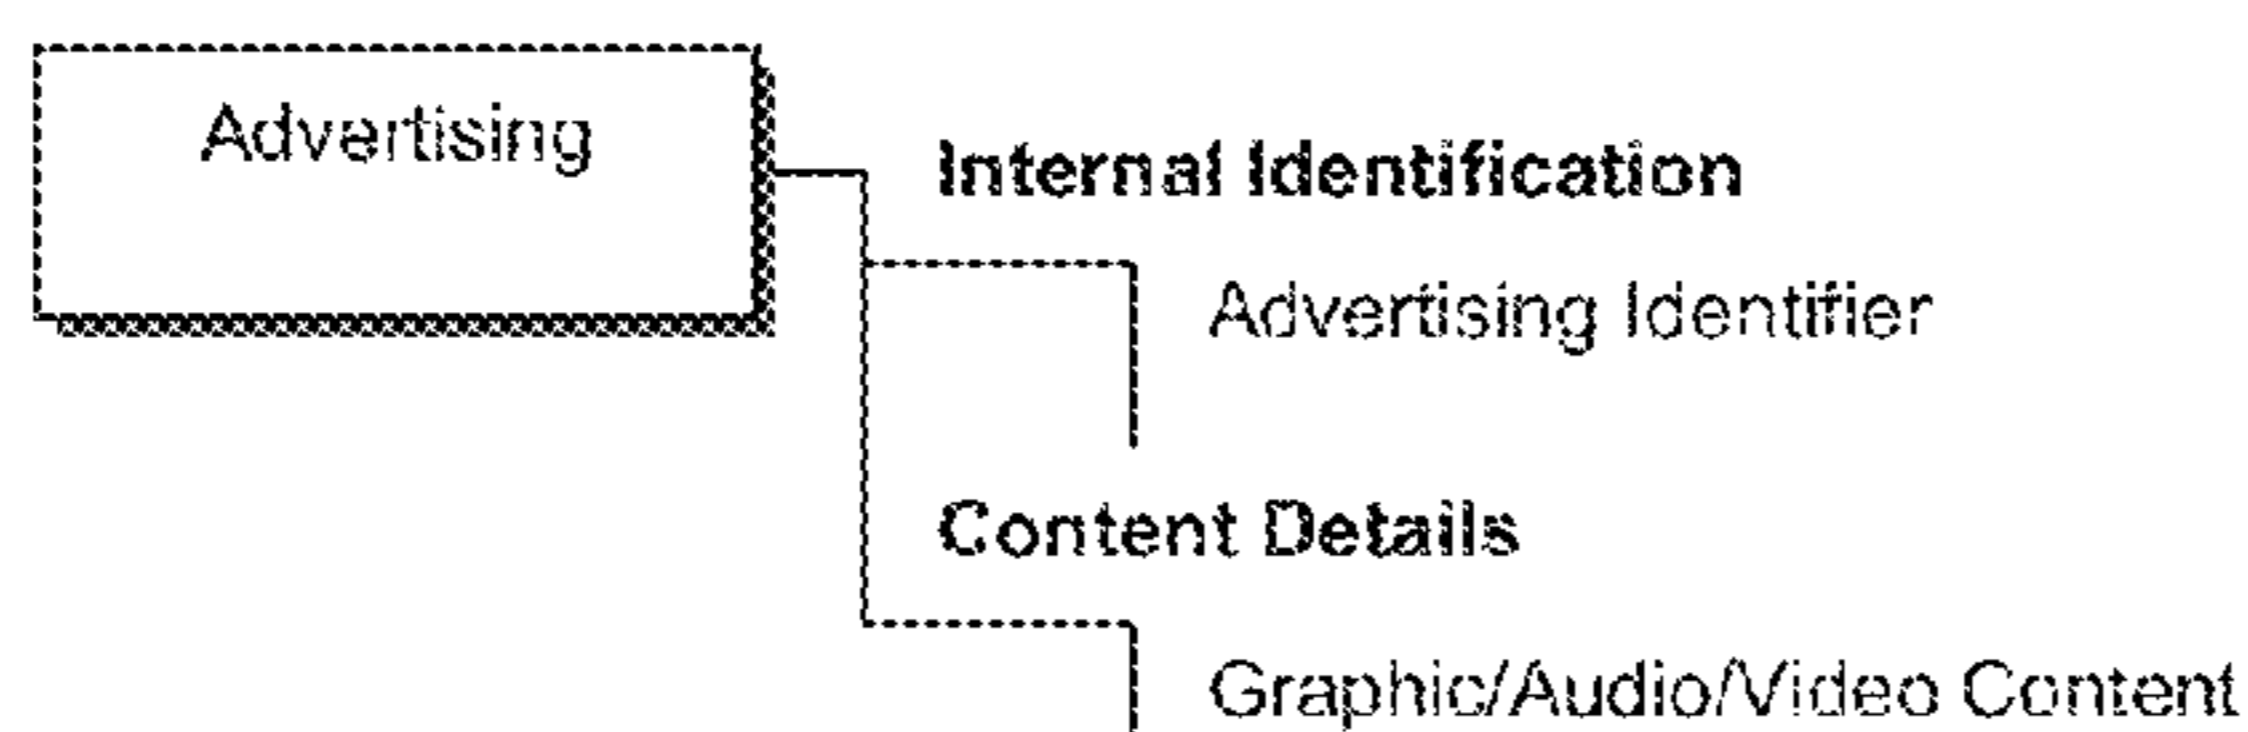 Advertising
Internal Identification
Advertising Identifier
Content Details
Graphic/Audio/Video Content